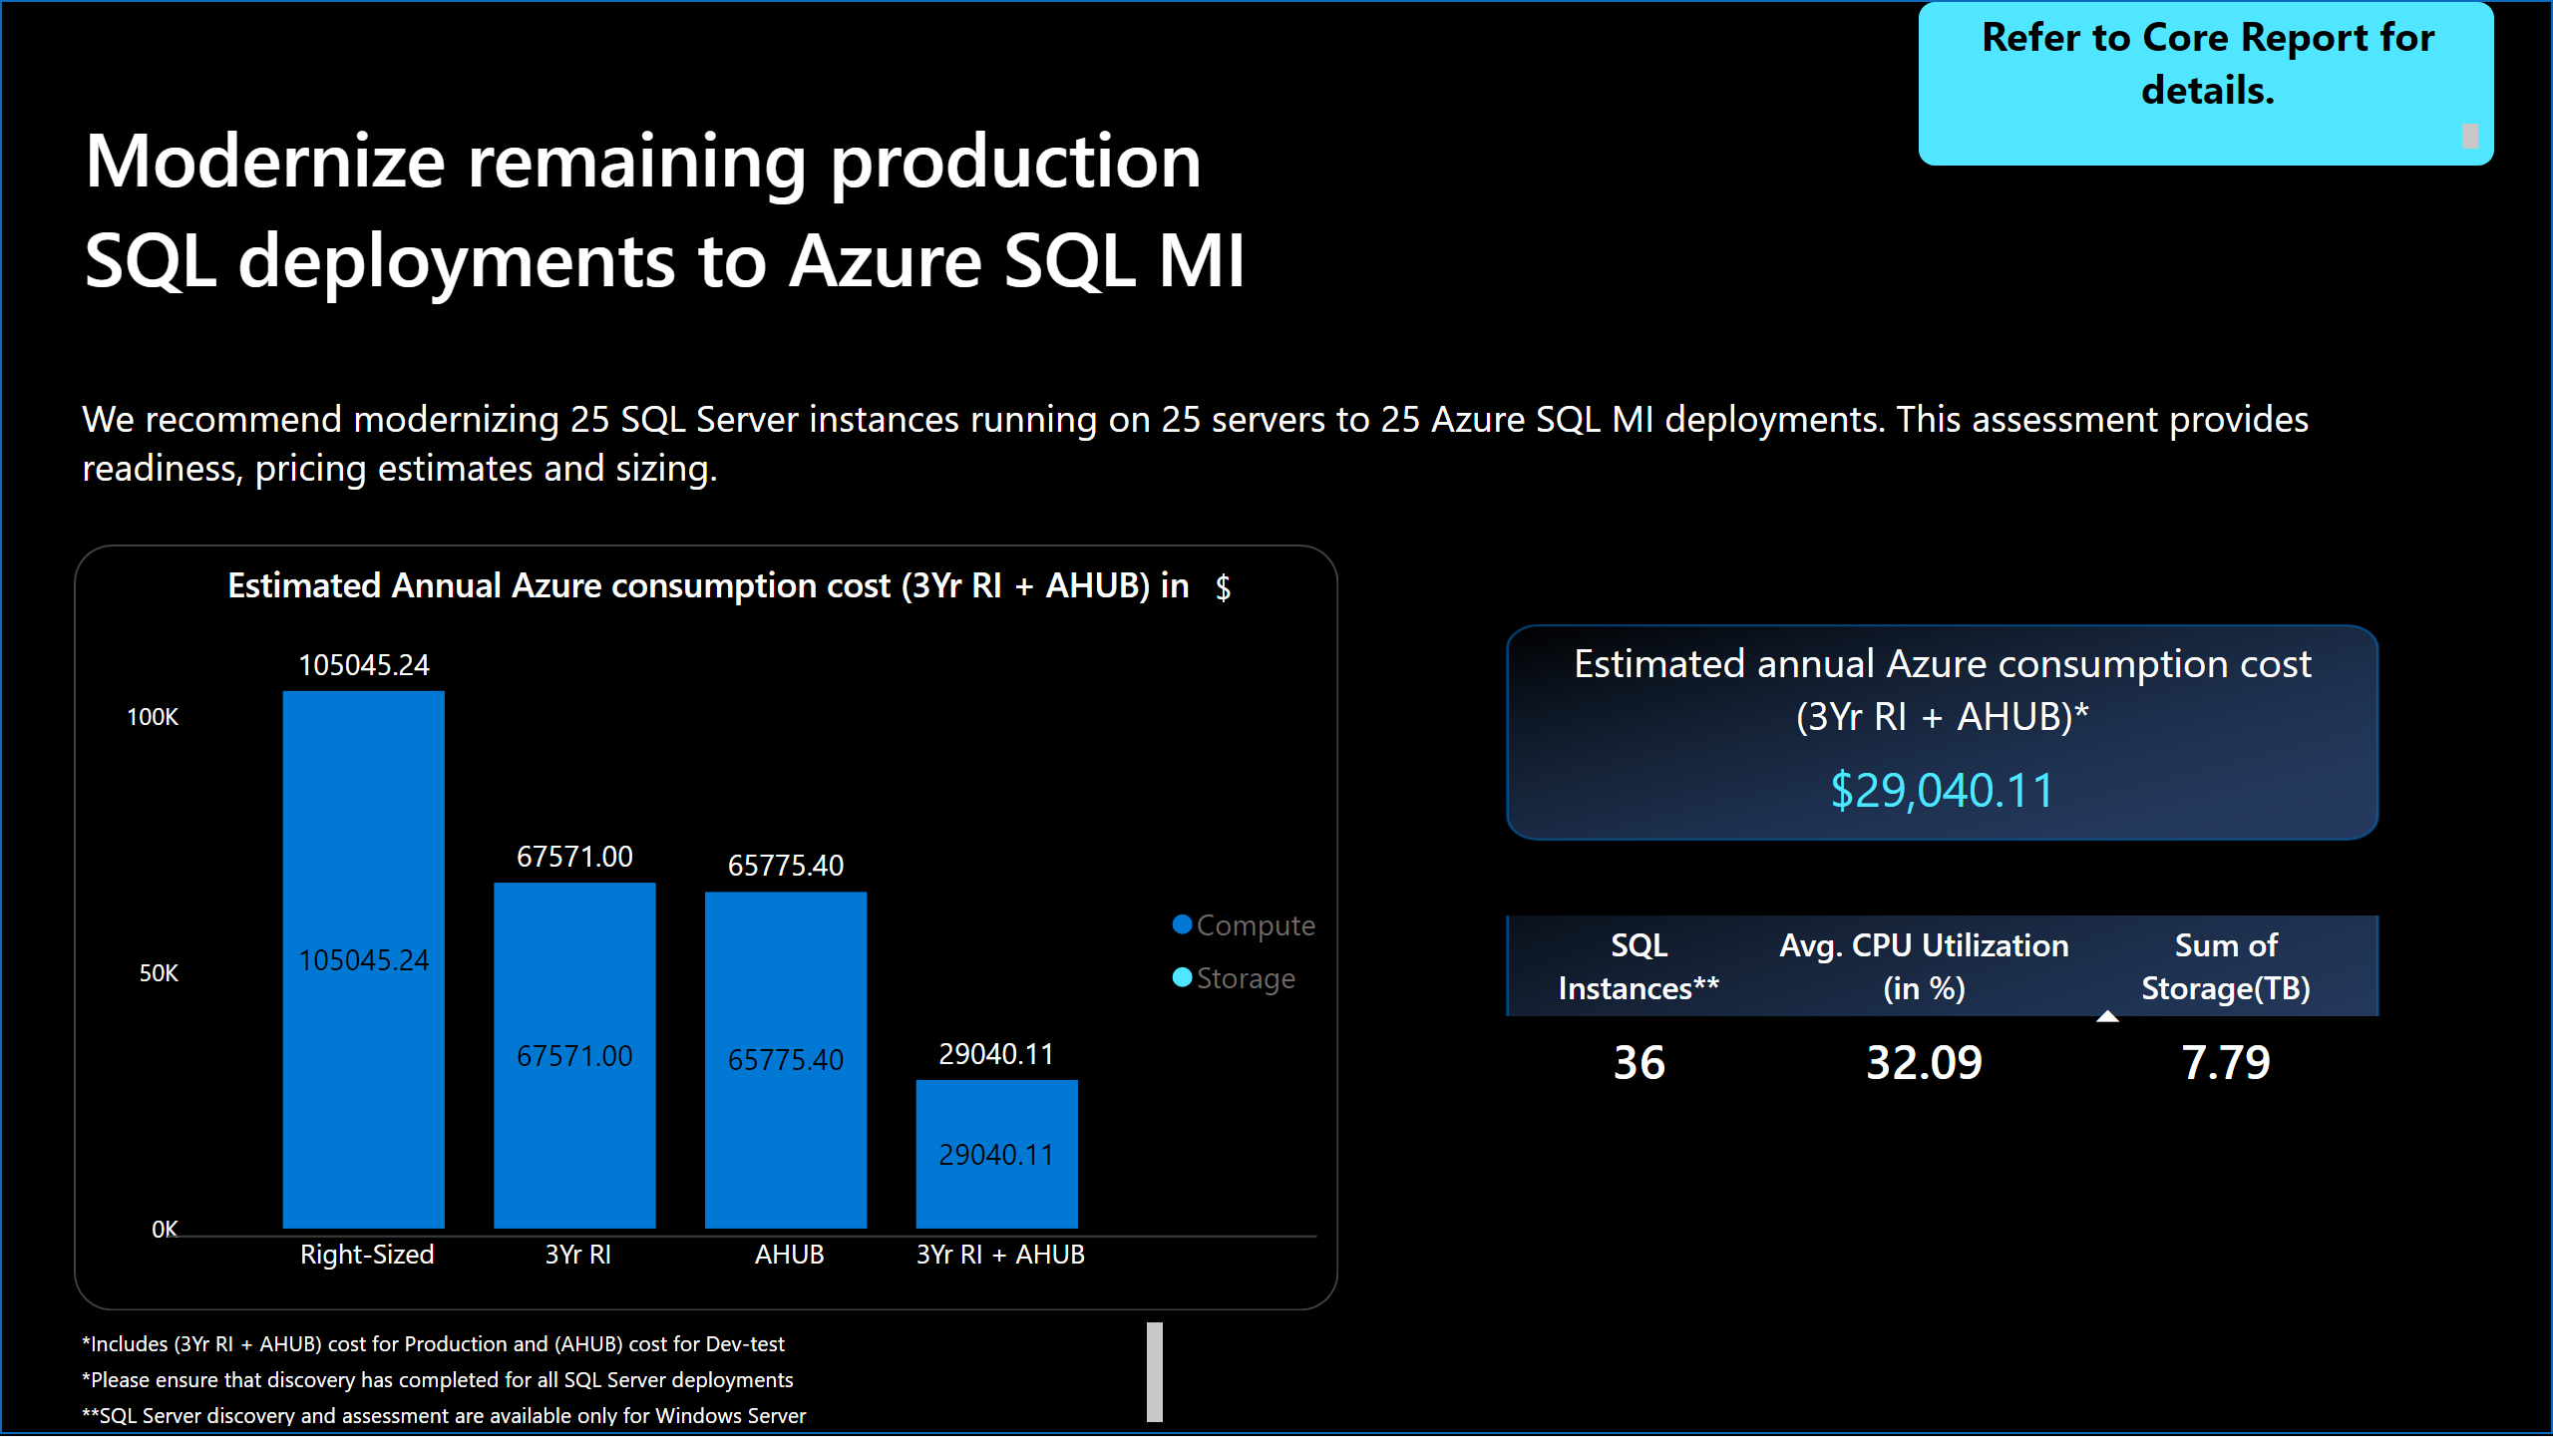 Refer to Core Report for
details.
Modernize remaining production
SQL deployments to Azure SQL MI
We recommend modernizing 25 SQL Server instances running on 25 servers to 25 Azure SQL MI deployments. This assessment provides
readiness, pricing estimates and sizing.
Estimated Annual Azure consumption cost (3Yr RI + AHUB) in $
100K
50K
0K
105045.24
105045.24
67571.00
67571.00
65775.40
65775.40
29040.11
29040.11
Right-Sized
3Yr RI
AHUB
3Yr RI + AHUB
Compute
Storage
Estimated annual Azure consumption cost
(3Yr RI + AHUB)*
$29,040.11
SQL
Instances**
Avg. CPU Utilization
(in %)
Sum of
Storage(TB)
36
32.09
7.79
*Includes (3Yr RI + AHUB) cost for Production and (AHUB) cost for Dev-test
*Please ensure that discovery has completed for all SQL Server deployments
**SQL Server discovery and assessment are available only for Windows Server